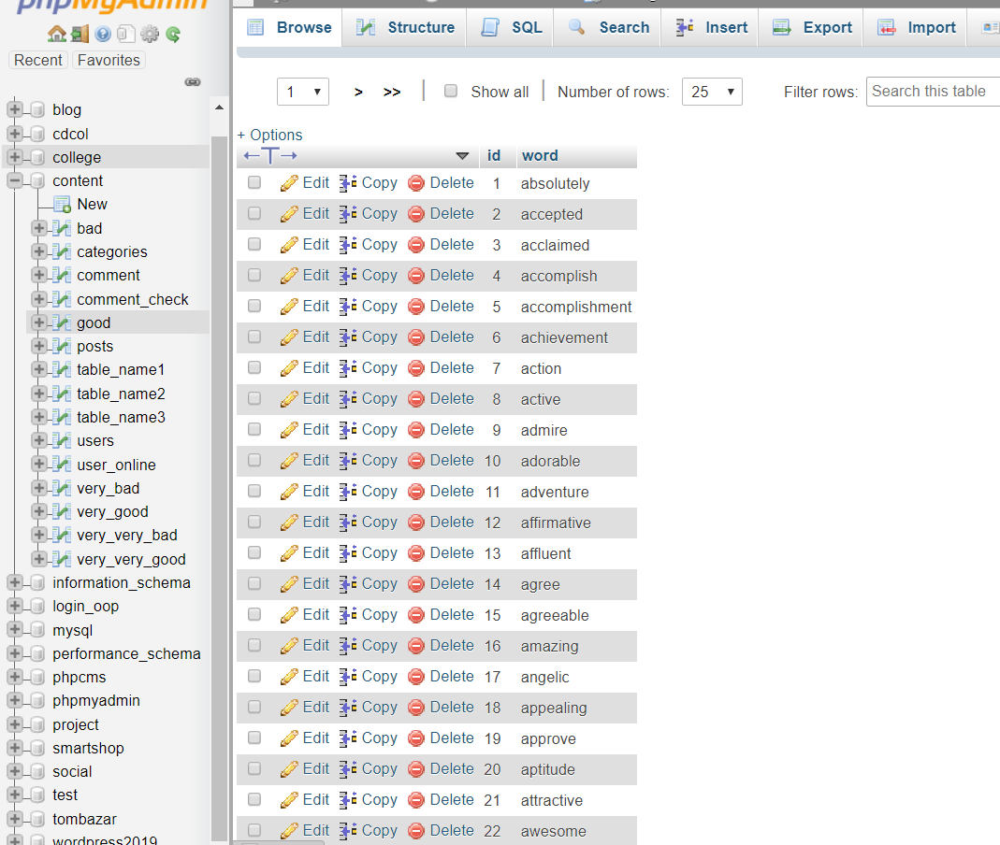 phpMyAdmin
Recent Favorites
blog
cdcol
college
content
New
bad
categories
comment
comment_check
good
posts
table_name1
table_name2
table_name3
users
user_online
very_bad
very_good
very_very_bad
very_very_good
information_schema
login_oop
mysql
performance_schema
phpcms
phpmyadmin
project
smartshop
social
test
tombazar
wordpress2019
Browse Structure SQL Search Insert Export Import
1 > >> Show all Number of rows: 25 Filter rows: Search this table
+ Options
←T→ id word
Edit Copy Delete 1 absolutely
Edit Copy Delete 2 accepted
Edit Copy Delete 3 acclaimed
Edit Copy Delete 4 accomplish
Edit Copy Delete 5 accomplishment
Edit Copy Delete 6 achievement
Edit Copy Delete 7 action
Edit Copy Delete 8 active
Edit Copy Delete 9 admire
Edit Copy Delete 10 adorable
Edit Copy Delete 11 adventure
Edit Copy Delete 12 affirmative
Edit Copy Delete 13 affluent
Edit Copy Delete 14 agree
Edit Copy Delete 15 agreeable
Edit Copy Delete 16 amazing
Edit Copy Delete 17 angelic
Edit Copy Delete 18 appealing
Edit Copy Delete 19 approve
Edit Copy Delete 20 aptitude
Edit Copy Delete 21 attractive
Edit Copy Delete 22 awesome